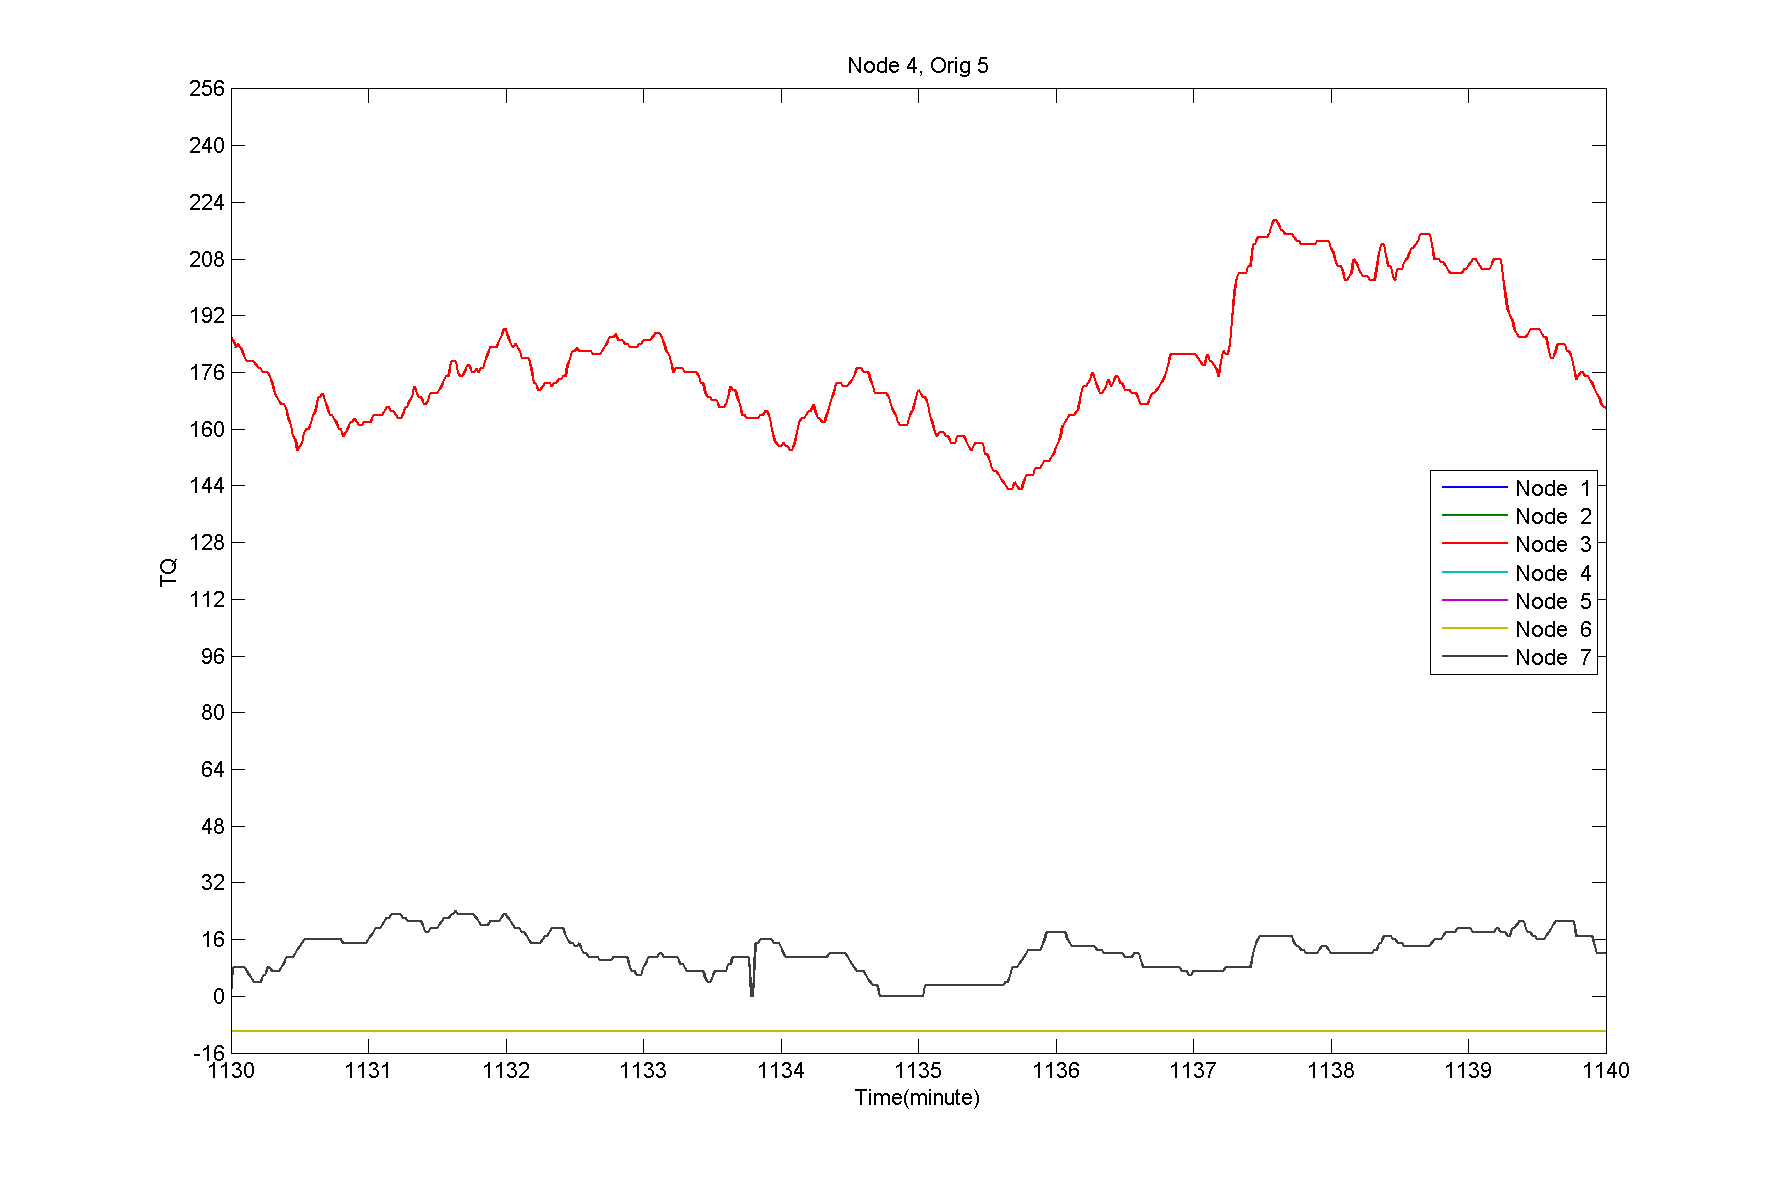 Node 4, Orig 5
256
240
224
208
192
176
160
144
128
112
96
80
64
48
32
16
0
-16
TQ
Node 1
Node 2
Node 3
Node 4
Node 5
Node 6
Node 7
1130 1131 1132 1133 1134 1135 1136 1137 1138 1139 1140
Time(minute)